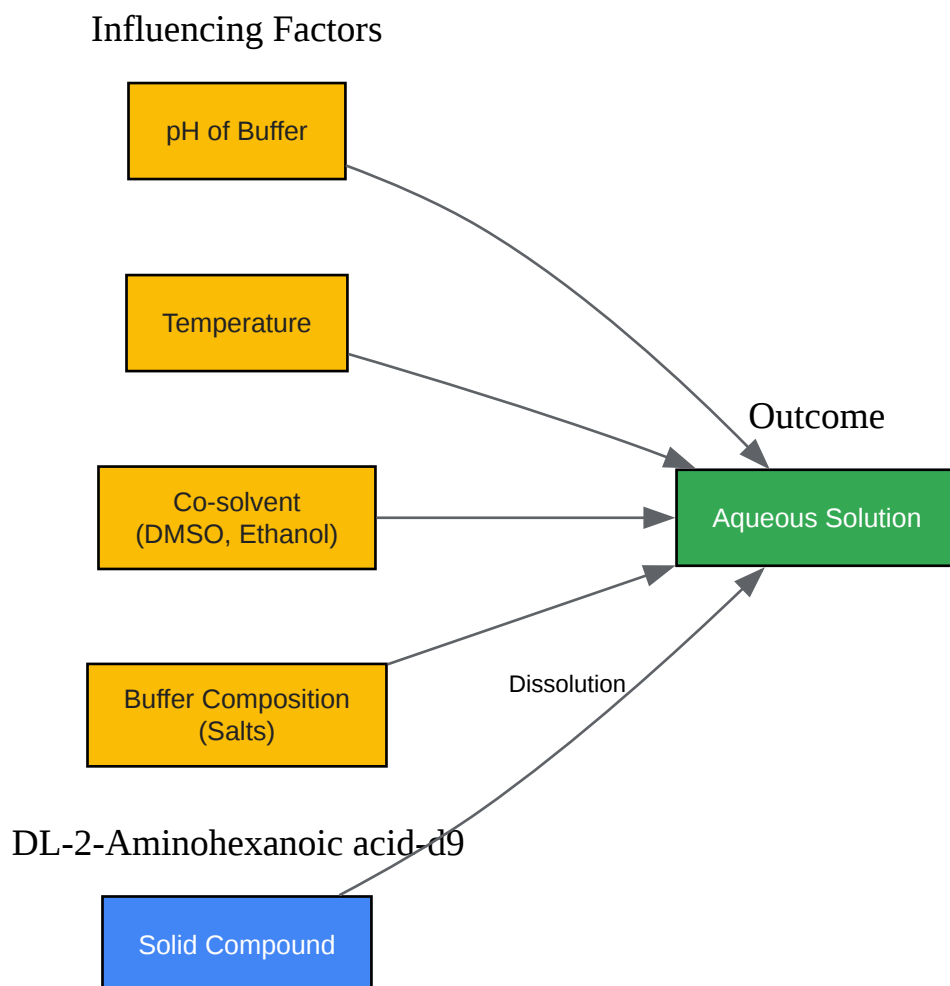 Influencing Factors
pH of Buffer
Temperature
Outcome
Co-solvent
(DMSO, Ethanol)
Aqueous Solution
Buffer Composition
(Salts)
Dissolution
DL-2-Aminohexanoic acid-d9
Solid Compound